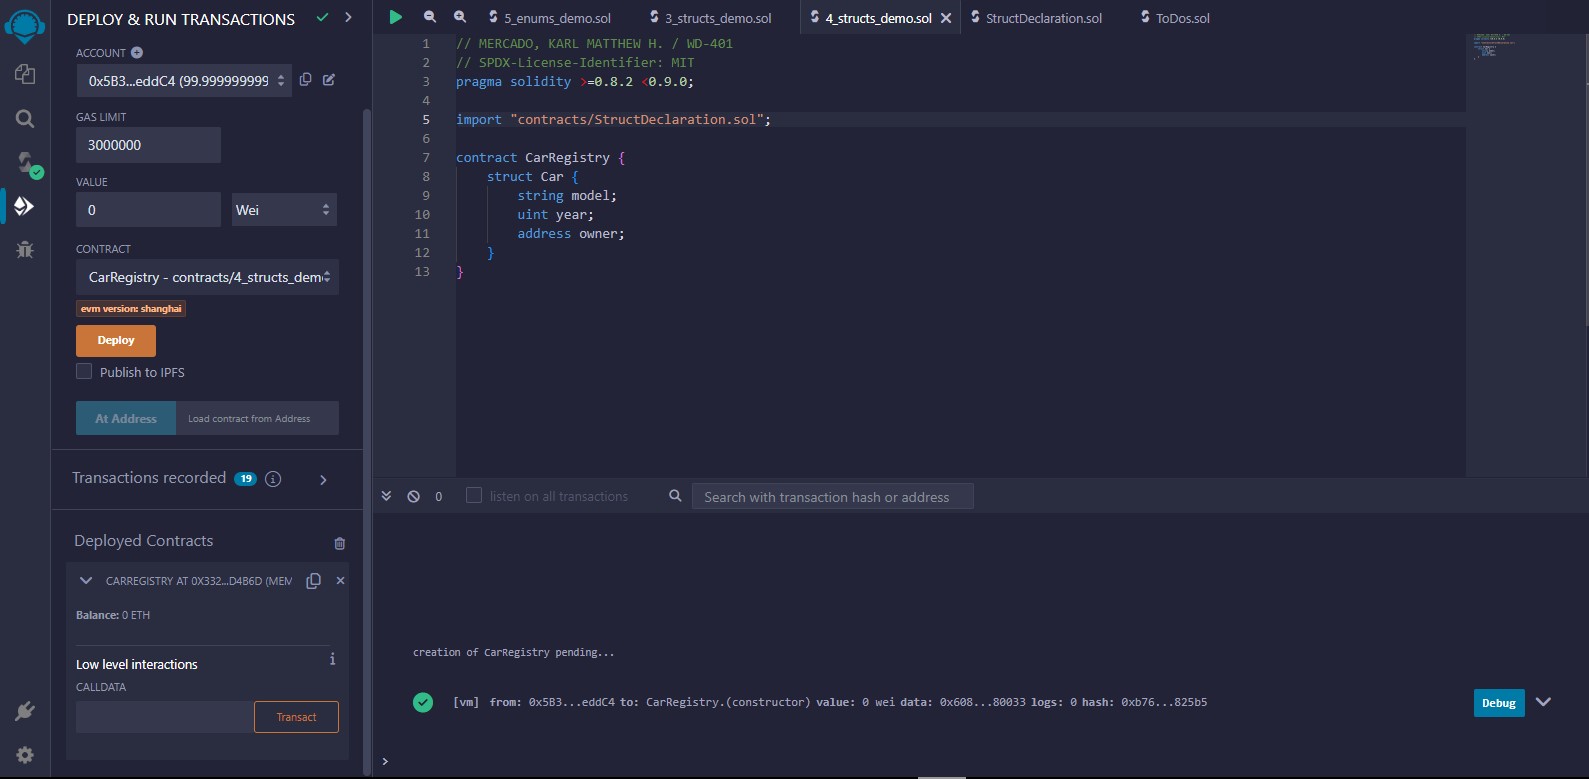 DEPLOY & RUN TRANSACTIONS
ACCOUNT
0x5B3...eddC4 (99.999999999
GAS LIMIT
3000000
VALUE
0
Wei
CONTRACT
CarRegistry - contracts/4_structs_dem
evm version: shanghai
Deploy
Publish to IPFS
At Address
Load contract from Address
Transactions recorded 19 i
Deployed Contracts
CARREGISTRY AT 0X332...D4B6D (MEM
Balance: 0 ETH
Low level interactions
i
CALLDATA
Transact
5_enums_demo.sol
3_structs_demo.sol
4_structs_demo.sol
StructDeclaration.sol
ToDos.sol
1 // MERCADO, KARL MATTHEW H. / WD-401
2 // SPDX-License-Identifier: MIT
3 pragma solidity >=0.8.2 <0.9.0;
4
5 import "contracts/StructDeclaration.sol";
6
7 contract CarRegistry {
8 struct Car {
9 string model;
10 uint year;
11 address owner;
12 }
13 }
0
listen on all transactions
Search with transaction hash or address
creation of CarRegistry pending...
[vm] from: 0x5B3...eddC4 to: CarRegistry.(constructor) value: 0 wei data: 0x608...80033 logs: 0 hash: 0xb76...825b5
Debug
>